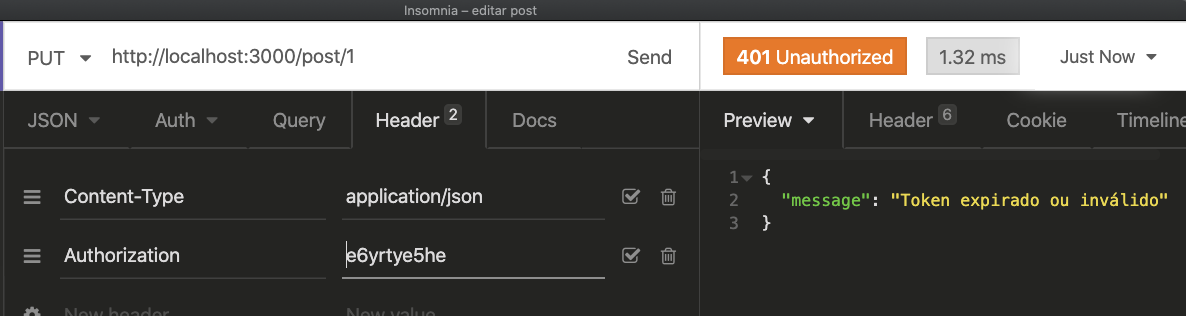 Insomnia – editar post
PUT http://localhost:3000/post/1 Send 401 Unauthorized 1.32 ms Just Now
JSON Auth Query Header 2 Docs Preview Header 6 Cookie Timeline
Content-Type application/json
Authorization e6yrtye5he
New header New value
1 {
2 "message": "Token expirado ou inválido"
3 }